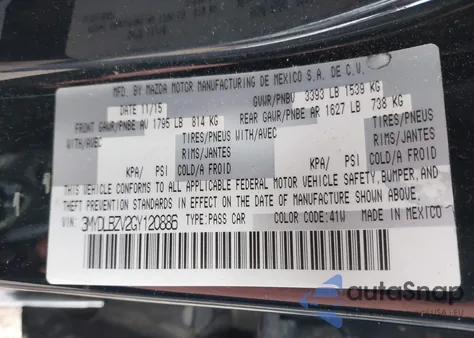 MFD. BY MAZDA MOTOR MANUFACTURING DE MEXICO S.A. DE C.V.
DATE 11/15 GVWR/PNBV 3393 LB 1539 KG
FRONT GAWR/PNBE AV 1795 LB 814 KG REAR GAWR/PNBE AR 1627 LB 738 KG
WITH/AVEC TIRES/PNEUS WITH/AVEC TIRES/PNEUS
RIMS/JANTES RIMS/JANTES
KPA/ PSI COLD/A FROID KPA/ PSI COLD/A FROID
THIS VEHICLE CONFORMS TO ALL APPLICABLE FEDERAL MOTOR VEHICLE SAFETY, BUMPER, AND
THEFT PREVENTION STANDARDS IN EFFECT ON THE DATE OF MANUFACTURE SHOWN ABOVE.
VIN: 3MYDLBZV2GY120886 TYPE: PASS CAR COLOR CODE: 41W MADE IN MEXICO
autoSnap